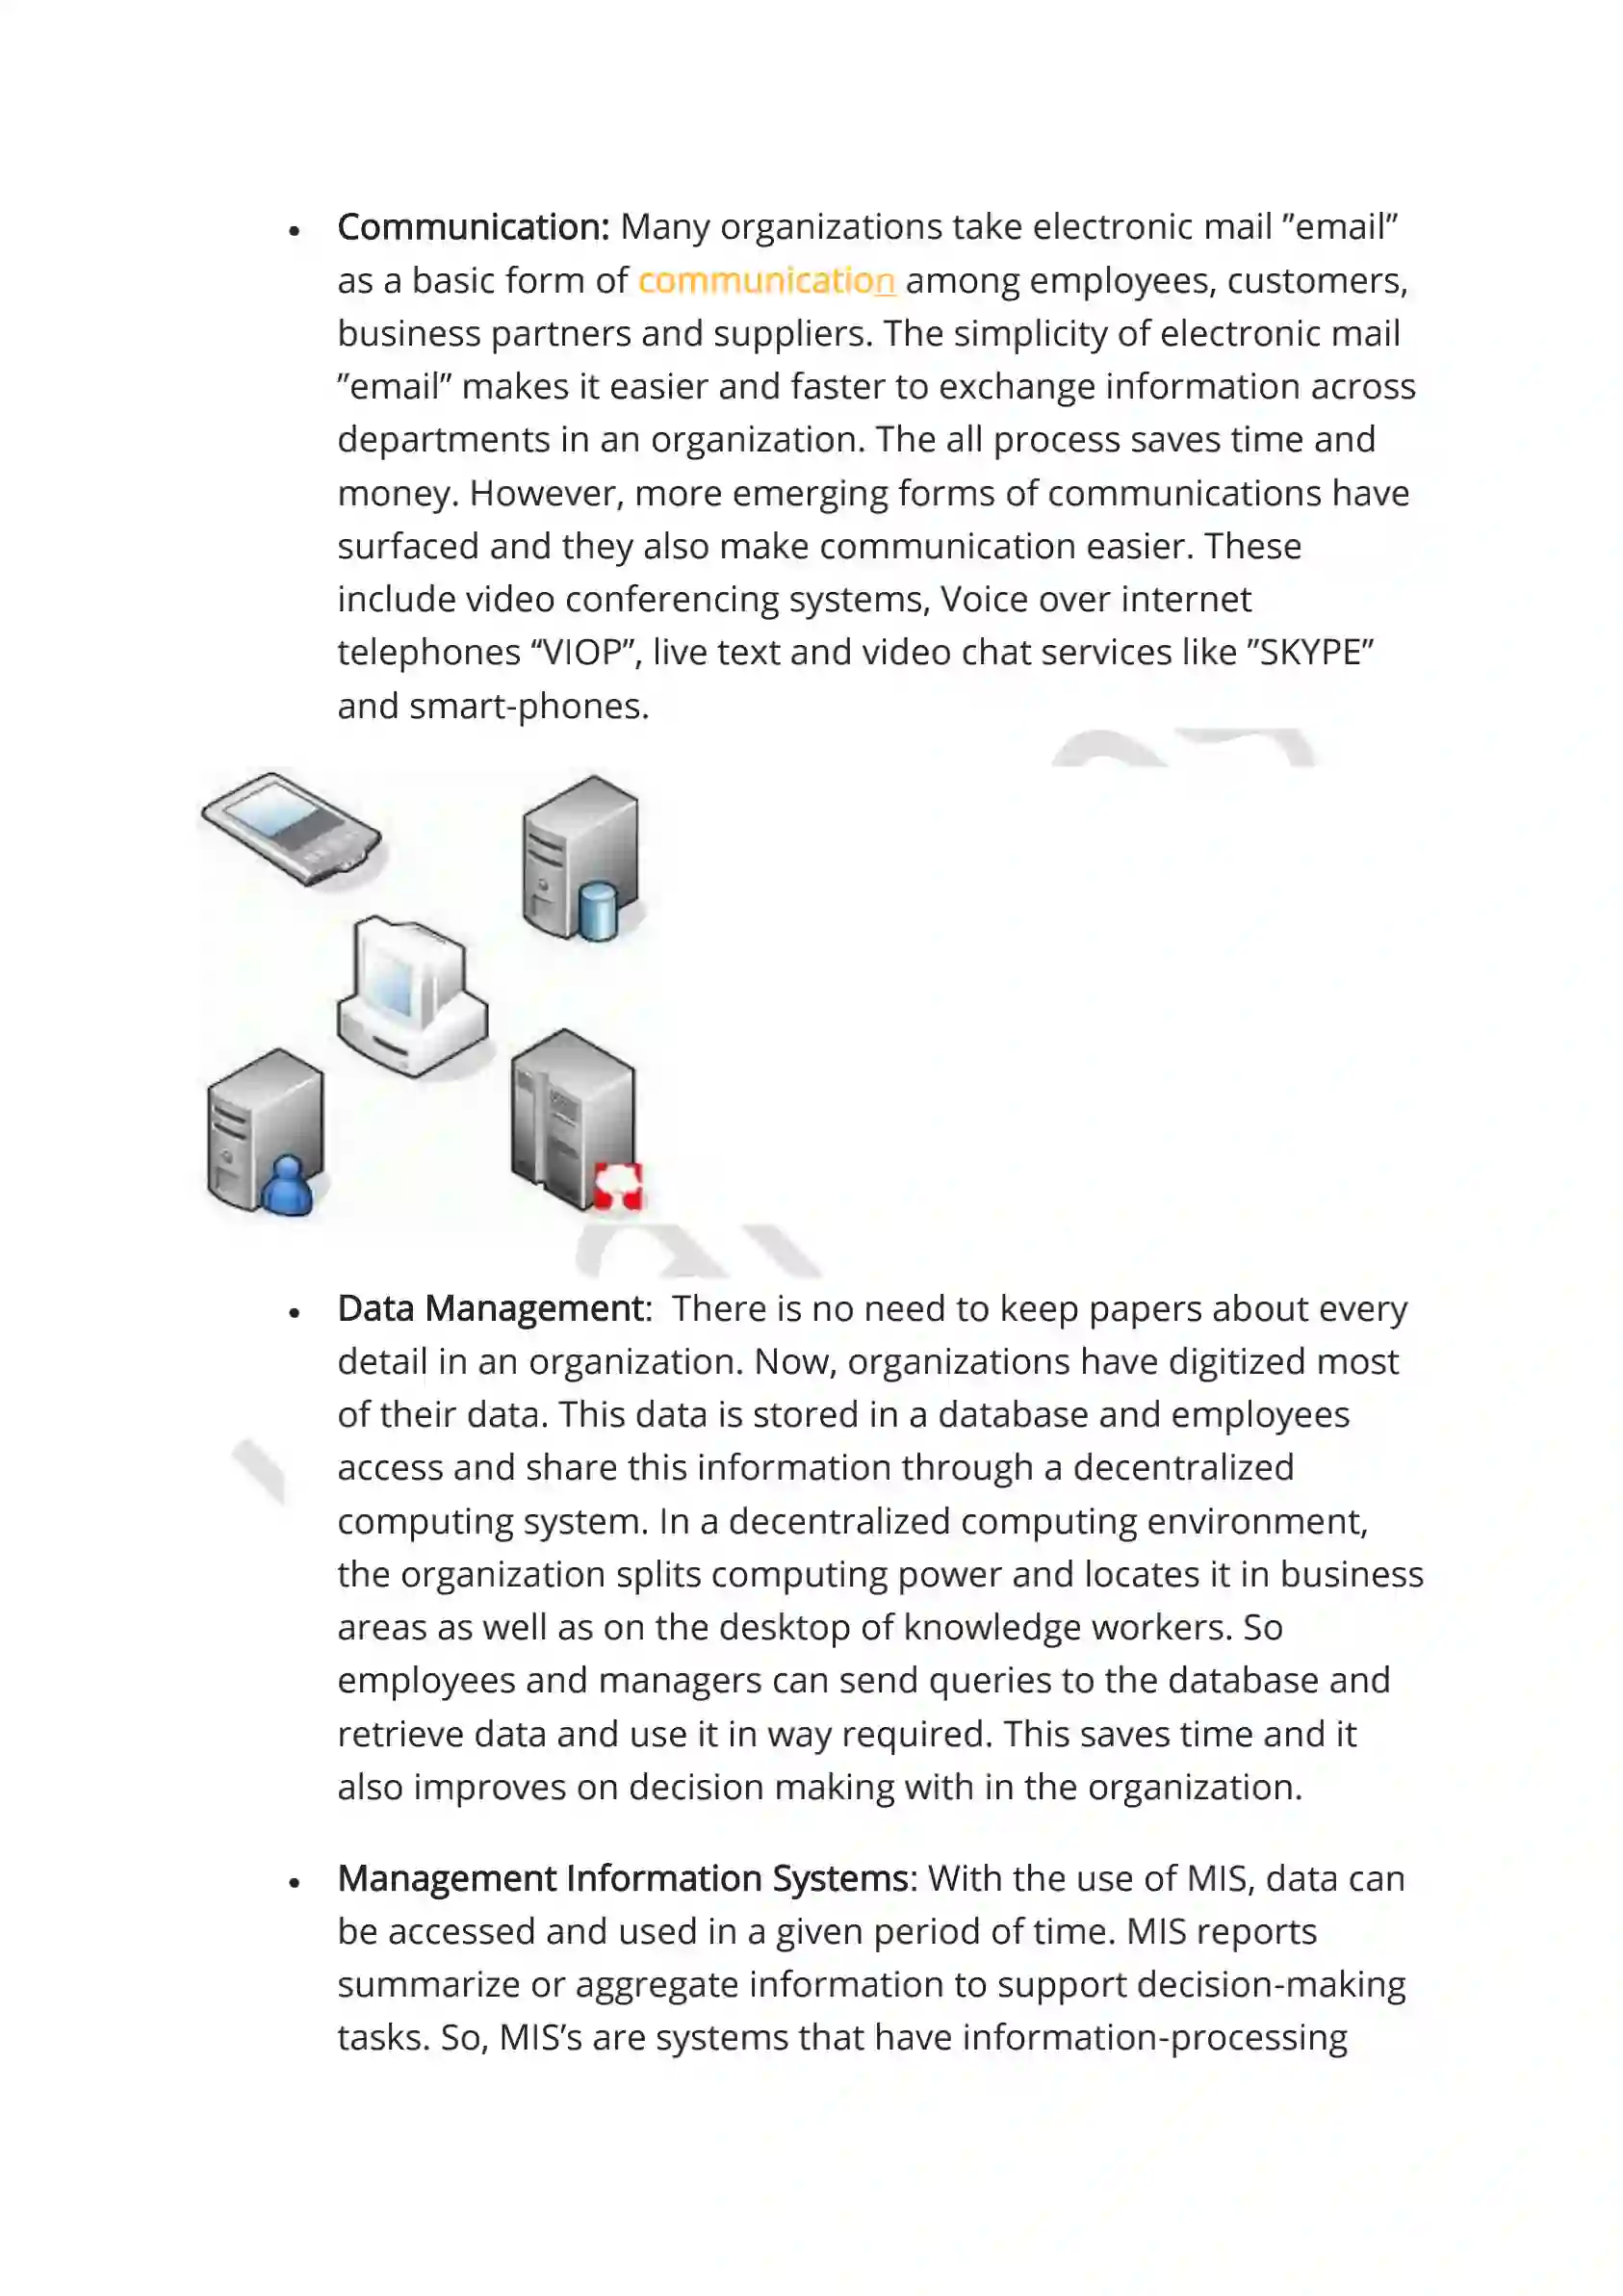 • Communication: Many organizations take electronic mail ”email”
as a basic form of communication among employees, customers,
business partners and suppliers. The simplicity of electronic mail
”email” makes it easier and faster to exchange information across
departments in an organization. The all process saves time and
money. However, more emerging forms of communications have
surfaced and they also make communication easier. These
include video conferencing systems, Voice over internet
telephones “VIOP”, live text and video chat services like ”SKYPE”
and smart-phones.
• Data Management:  There is no need to keep papers about every
detail in an organization. Now, organizations have digitized most
of their data. This data is stored in a database and employees
access and share this information through a decentralized
computing system. In a decentralized computing environment,
the organization splits computing power and locates it in business
areas as well as on the desktop of knowledge workers. So
employees and managers can send queries to the database and
retrieve data and use it in way required. This saves time and it
also improves on decision making with in the organization.
• Management Information Systems: With the use of MIS, data can
be accessed and used in a given period of time. MIS reports
summarize or aggregate information to support decision-making
tasks. So, MIS’s are systems that have information-processing